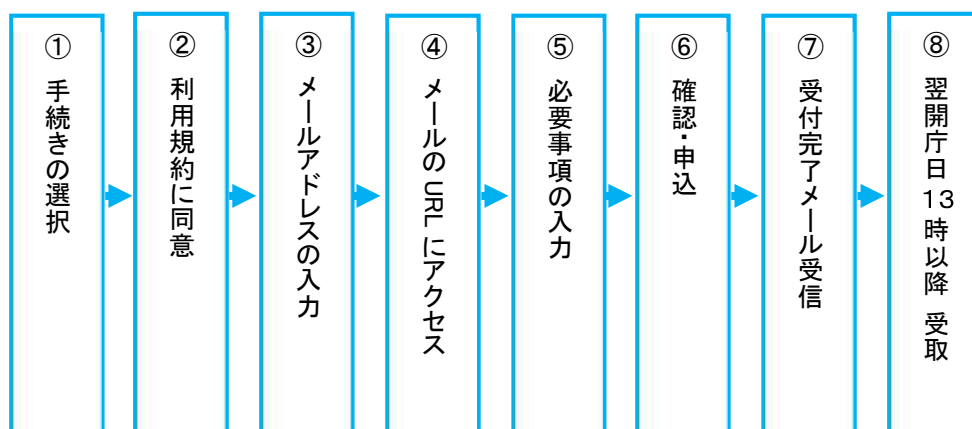 ① 手続きの選択
② 利用規約に同意
③ メールアドレスの入力
④ メールの URL にアクセス
⑤ 必要事項の入力
⑥ 確認・申込
⑦ 受付完了メール受信
⑧ 翌開庁日 13 時以降 受取